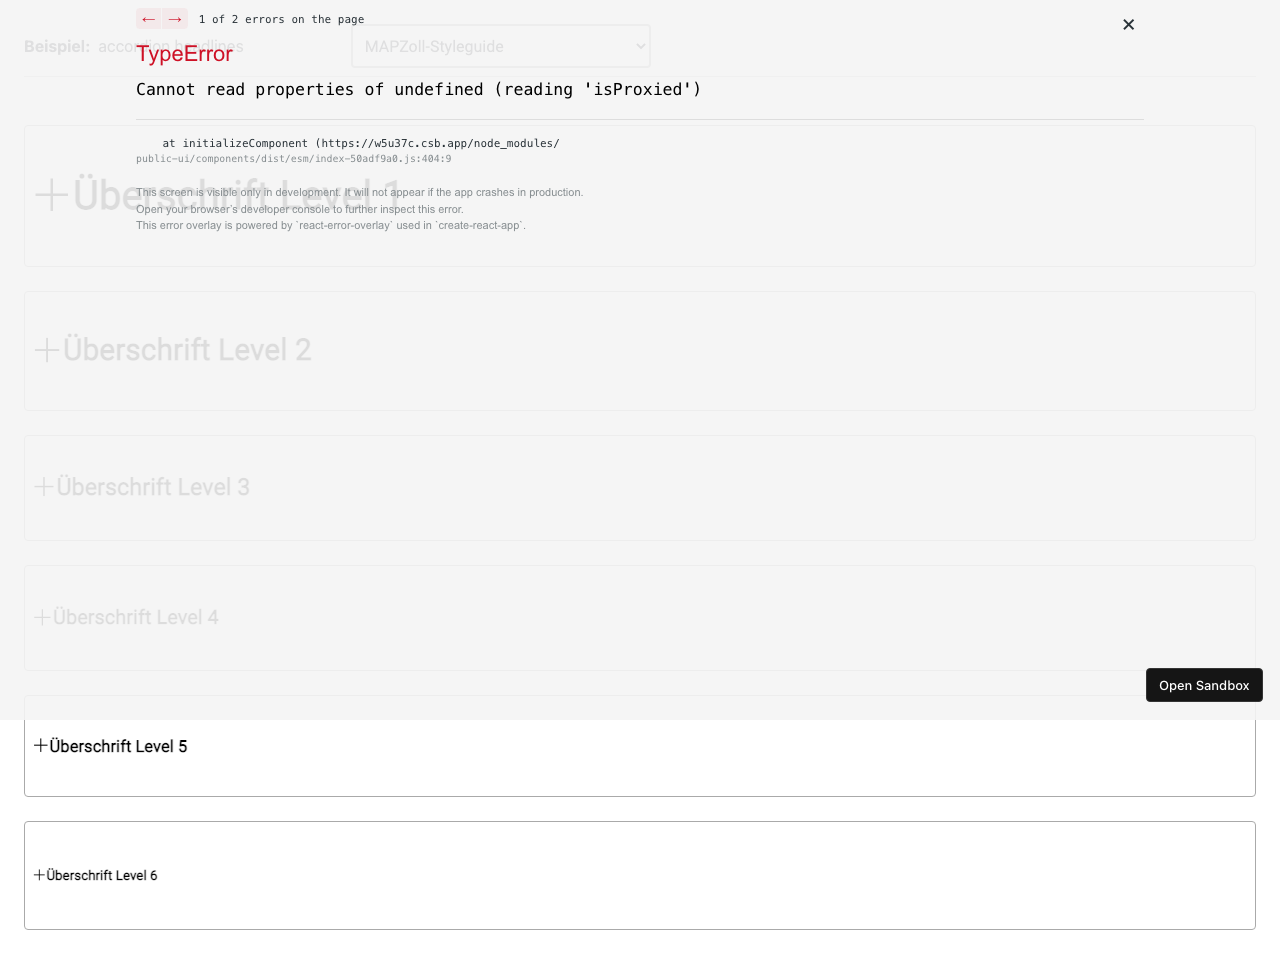 ← → 1 of 2 errors on the page
Beispiel: accordion headlines MAPZoll-Styleguide
TypeError
Cannot read properties of undefined (reading 'isProxied')
at initializeComponent (https://w5u37c.csb.app/node_modules/
public-ui/components/dist/esm/index-50adf9a0.js:404:9
Überschrift Level 1
This screen is visible only in development. It will not appear if the app crashes in production.
Open your browser's developer console to further inspect this error.
This error overlay is powered by `react-error-overlay` used in `create-react-app`.
Überschrift Level 2
Überschrift Level 3
Überschrift Level 4
Open Sandbox
Überschrift Level 5
Überschrift Level 6